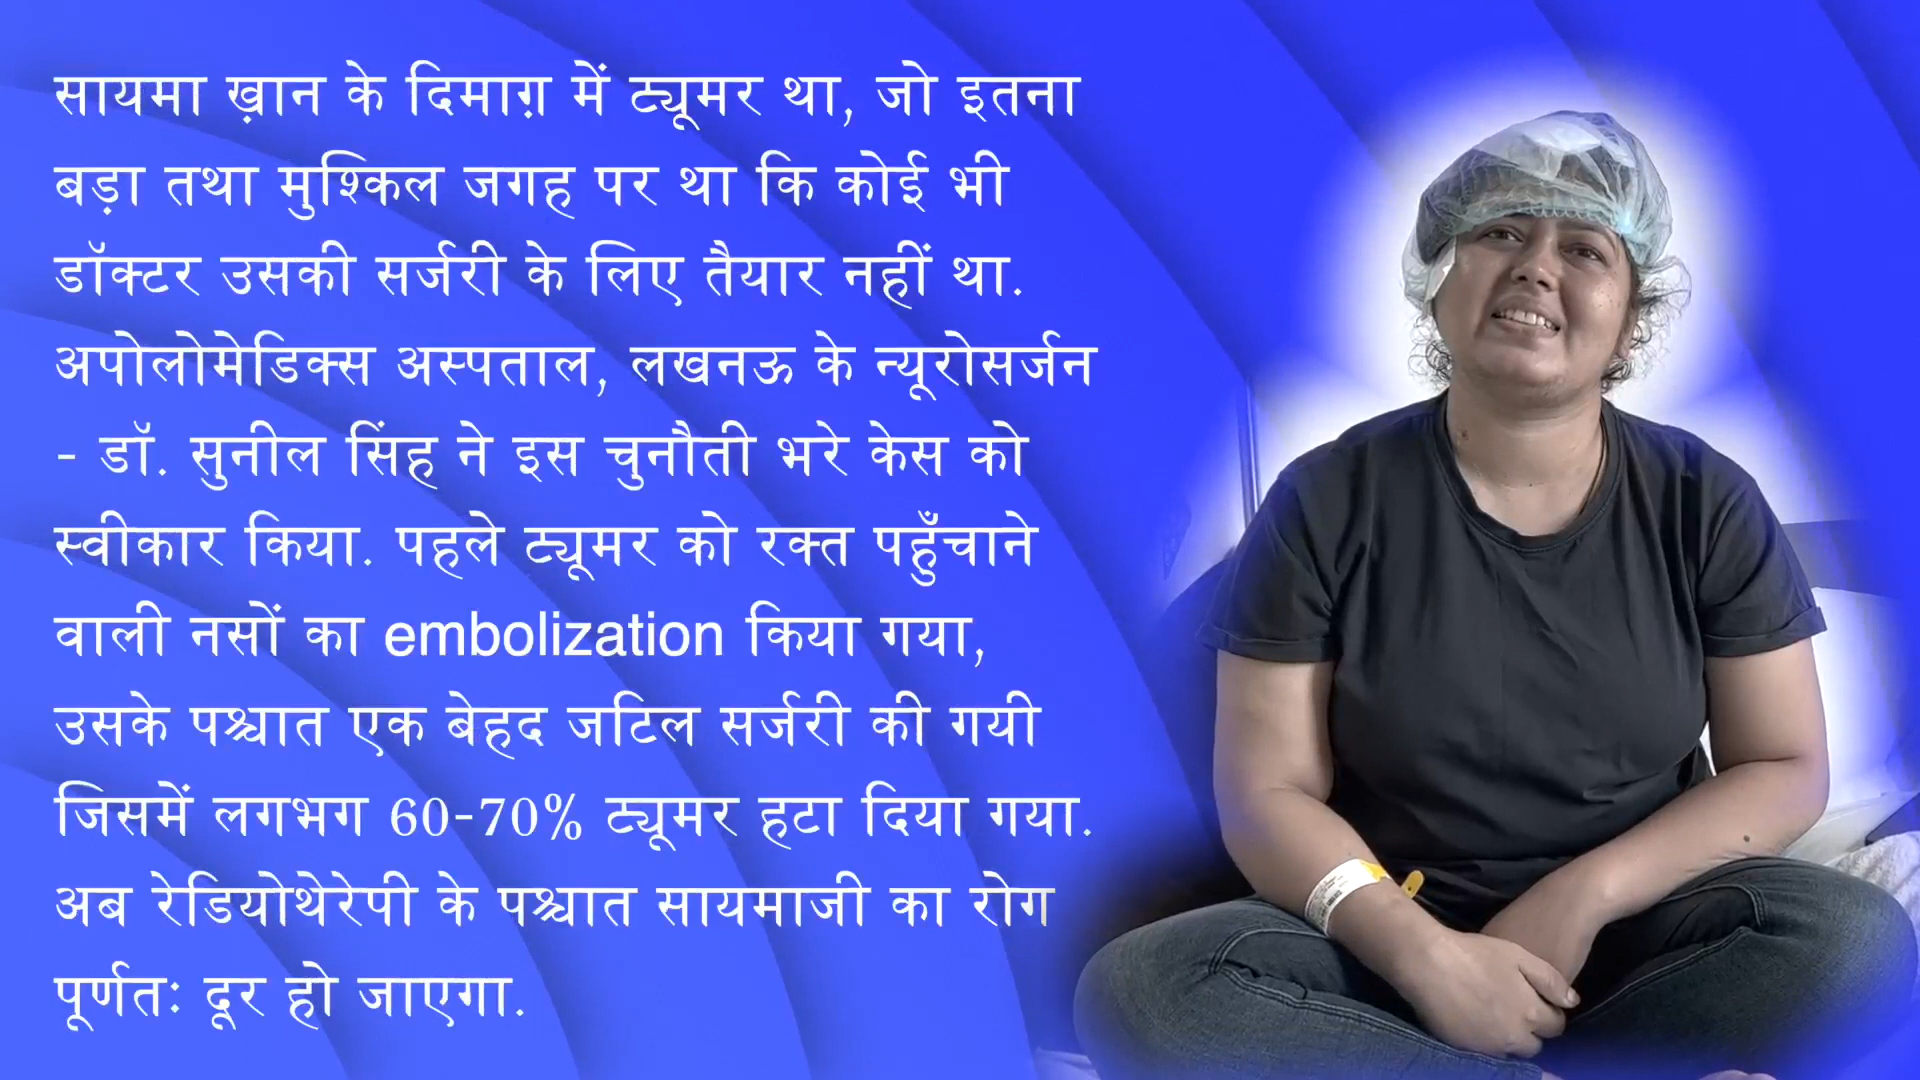 सायमा ख़ान के दिमाग़ में ट्यूमर था, जो इतना
बड़ा तथा मुश्किल जगह पर था कि कोई भी
डॉक्टर उसकी सर्जरी के लिए तैयार नहीं था.
अपोलोमेडिक्स अस्पताल, लखनऊ के न्यूरोसर्जन
- डॉ. सुनील सिंह ने इस चुनौती भरे केस को
स्वीकार किया. पहले ट्यूमर को रक्त पहुँचाने
वाली नसों का embolization किया गया,
उसके पश्चात एक बेहद जटिल सर्जरी की गयी
जिसमें लगभग 60-70% ट्यूमर हटा दिया गया.
अब रेडियोथेरेपी के पश्चात सायमाजी का रोग
पूर्णतः दूर हो जाएगा.